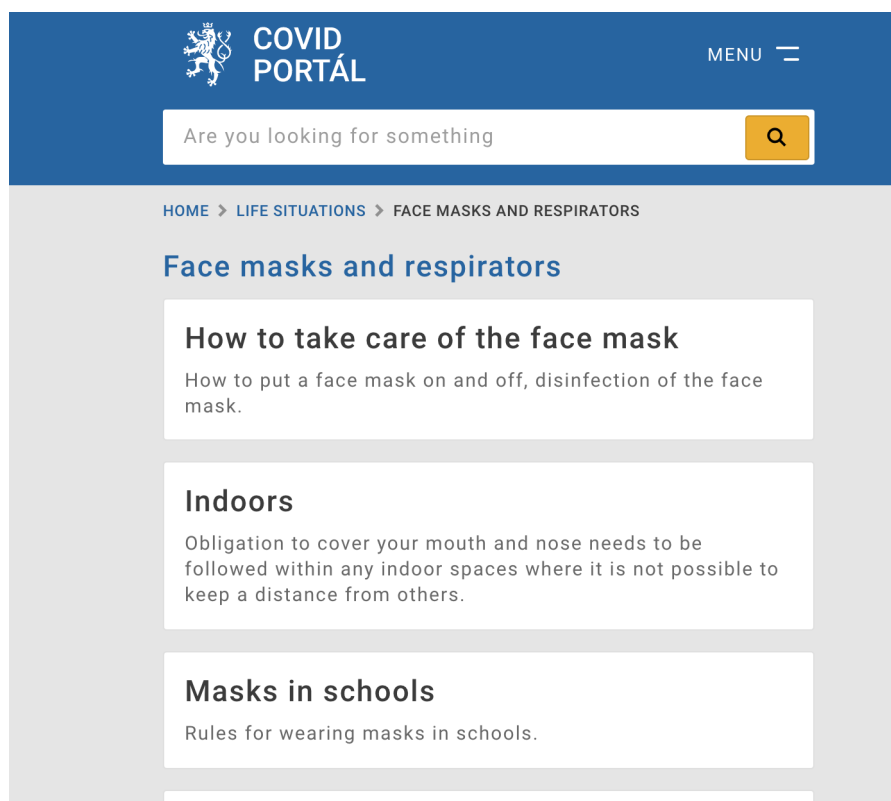 COVID
PORTÁL
MENU
Are you looking for something
HOME > LIFE SITUATIONS > FACE MASKS AND RESPIRATORS
Face masks and respirators
How to take care of the face mask
How to put a face mask on and off, disinfection of the face
mask.
Indoors
Obligation to cover your mouth and nose needs to be
followed within any indoor spaces where it is not possible to
keep a distance from others.
Masks in schools
Rules for wearing masks in schools.